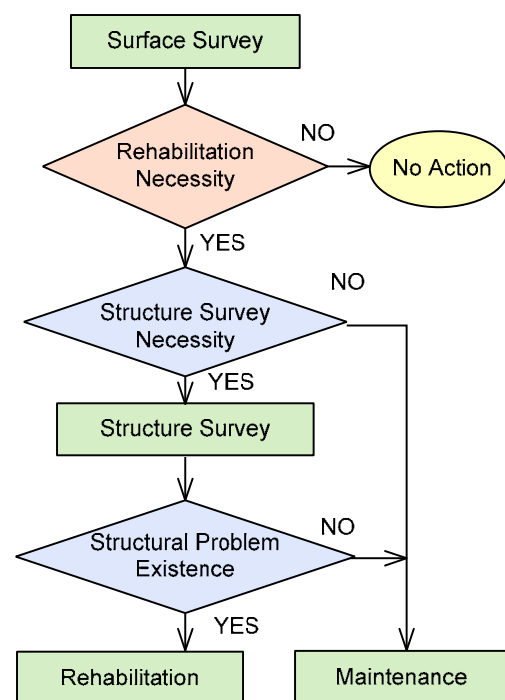 Surface Survey
NO
Rehabilitation
Necessity
No Action
YES
NO
Structure Survey
Necessity
YES
Structure Survey
NO
Structural Problem
Existence
YES
Rehabilitation
Maintenance